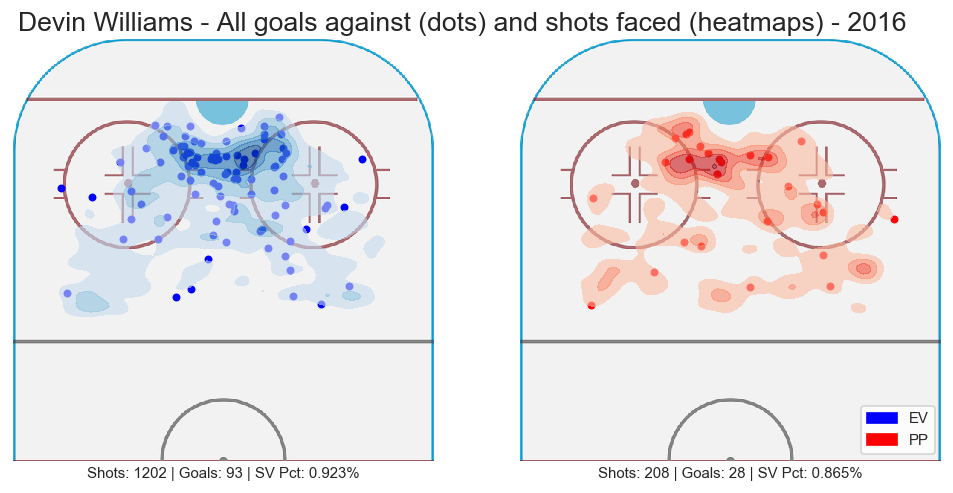 Devin Williams - All goals against (dots) and shots faced (heatmaps) - 2016
EV
PP
Shots: 1202 | Goals: 93 | SV Pct: 0.923%
Shots: 208 | Goals: 28 | SV Pct: 0.865%